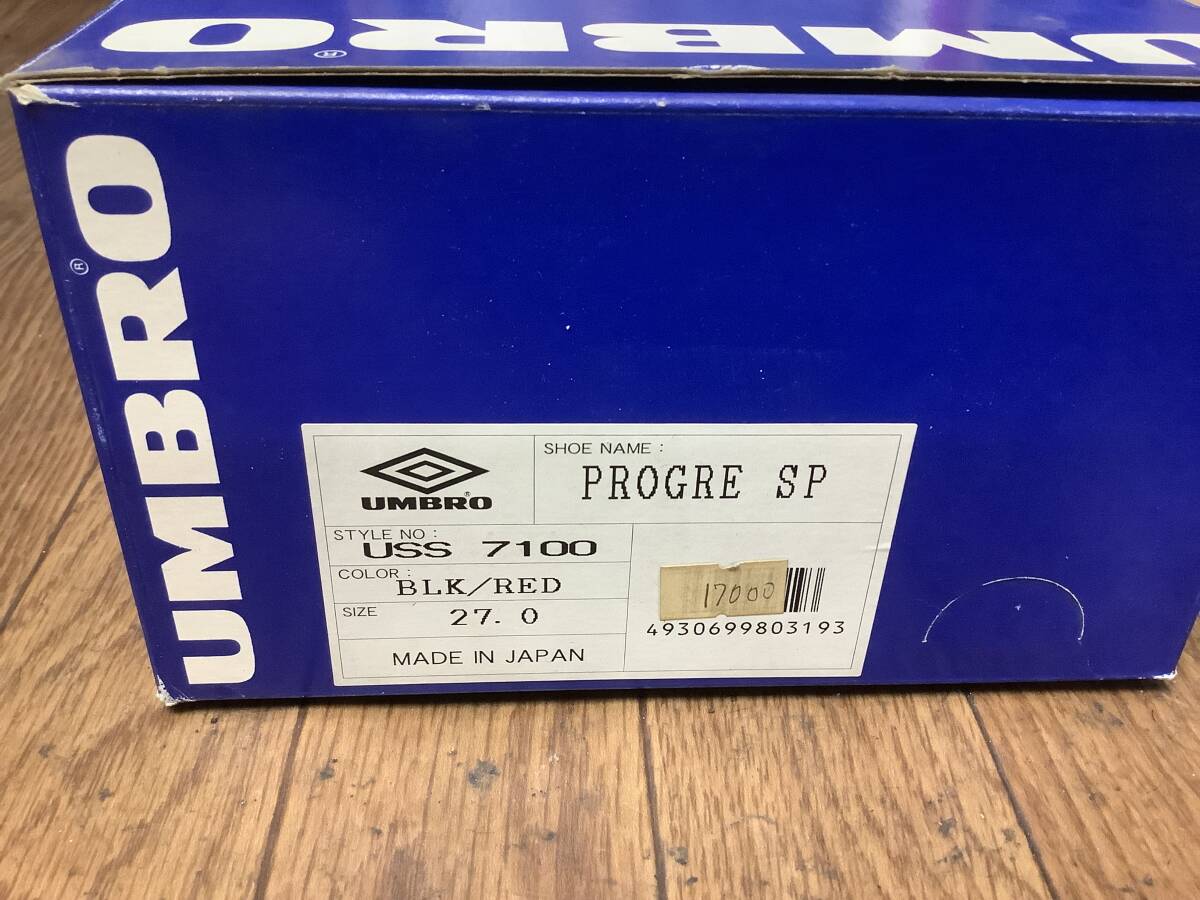 UMBRO®
UMBRO®
UMBRO®
SHOE NAME :
PROGRE SP
STYLE NO :
USS 7100
COLOR :
BLK/RED
SIZE
27.0
MADE IN JAPAN
17000
4930699803193